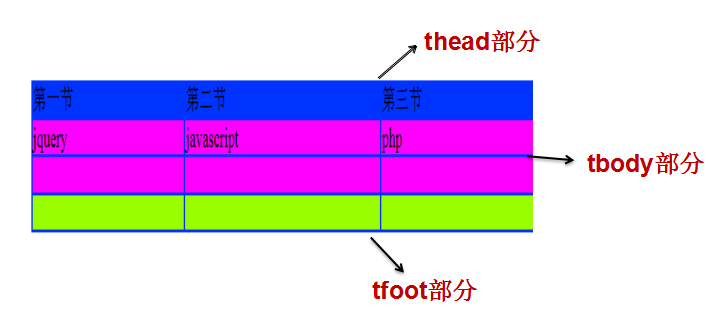 thead部分
第一节 第二节 第三节
jquery javascript php
tbody部分
tfoot部分